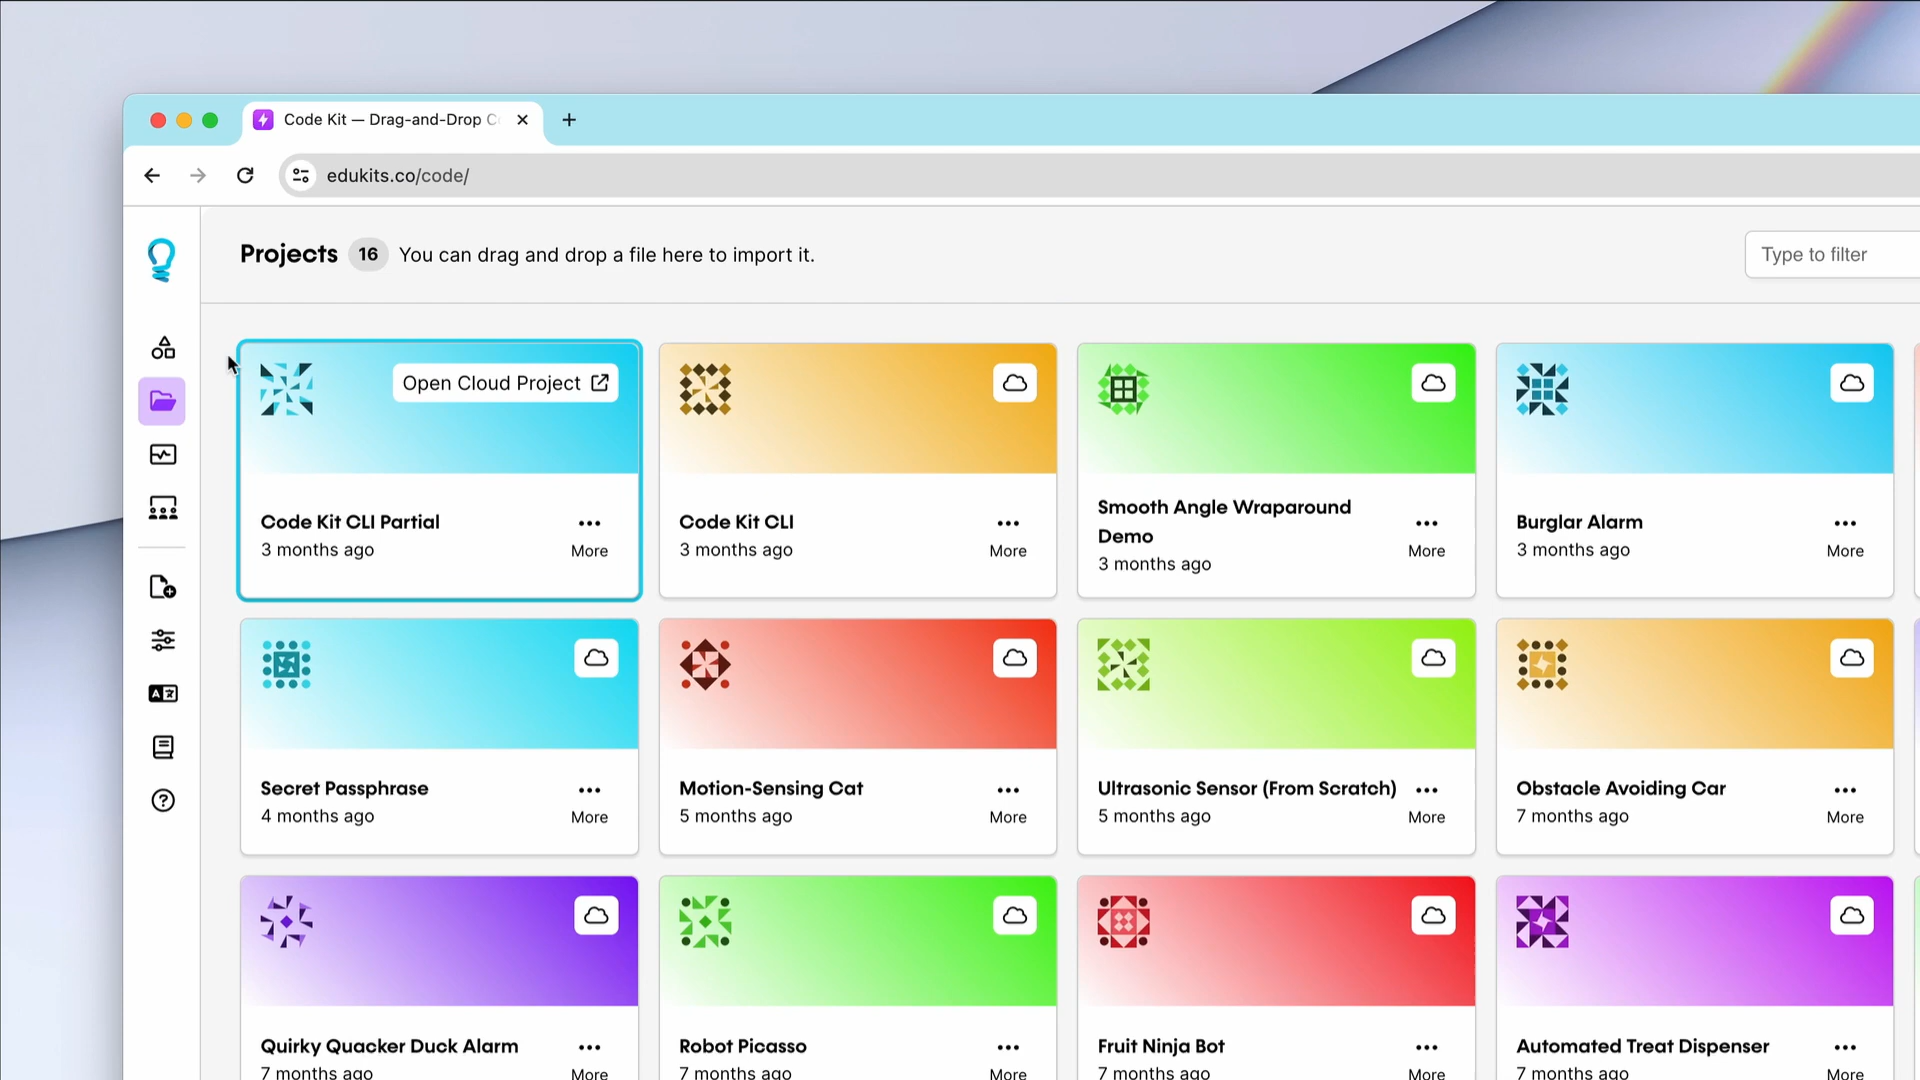 Code Kit — Drag-and-Drop
edukits.co/code/
Projects 16 You can drag and drop a file here to import it.
Type to filter
Open Cloud Project
Code Kit CLI Partial
3 months ago
More
Code Kit CLI
3 months ago
More
Smooth Angle Wraparound
Demo
3 months ago
More
Burglar Alarm
3 months ago
More
Secret Passphrase
4 months ago
More
Motion-Sensing Cat
5 months ago
More
Ultrasonic Sensor (From Scratch)
5 months ago
More
Obstacle Avoiding Car
7 months ago
More
Quirky Quacker Duck Alarm
7 months ago
More
Robot Picasso
7 months ago
More
Fruit Ninja Bot
7 months ago
More
Automated Treat Dispenser
7 months ago
More